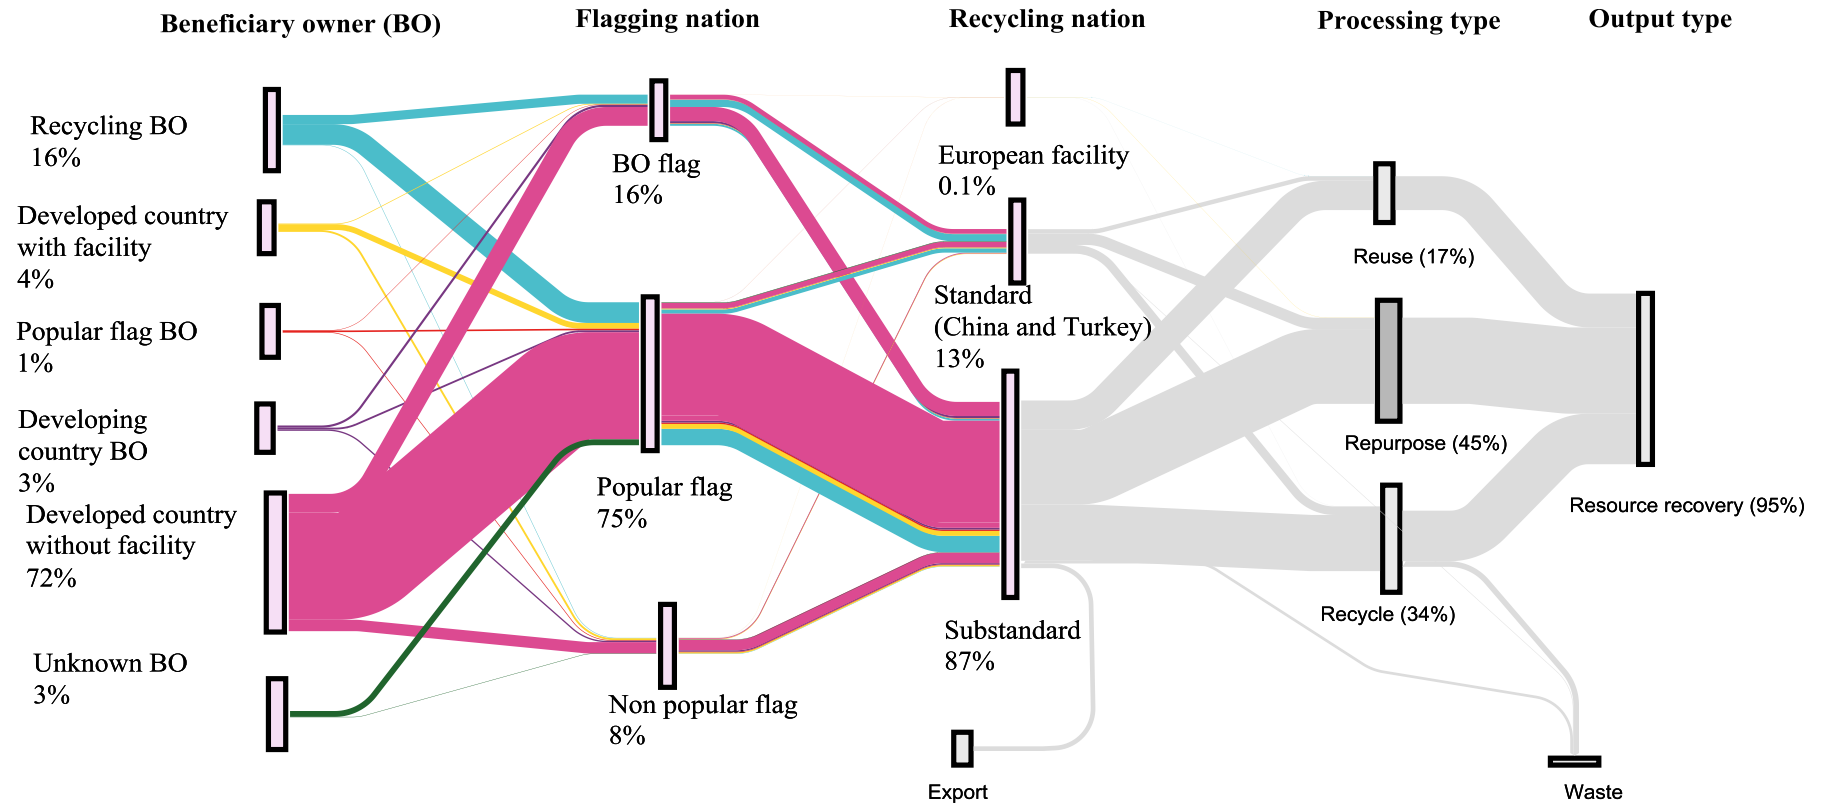 Beneficiary owner (BO)
Flagging nation
Recycling nation
Processing type
Output type
Recycling BO
16%
Developed country
with facility
4%
Popular flag BO
1%
Developing
country BO
3%
Developed country
without facility
72%
Unknown BO
3%
BO flag
16%
Popular flag
75%
Non popular flag
8%
European facility
0.1%
Standard
(China and Turkey)
13%
Substandard
87%
Export
Reuse (17%)
Repurpose (45%)
Recycle (34%)
Resource recovery (95%)
Waste